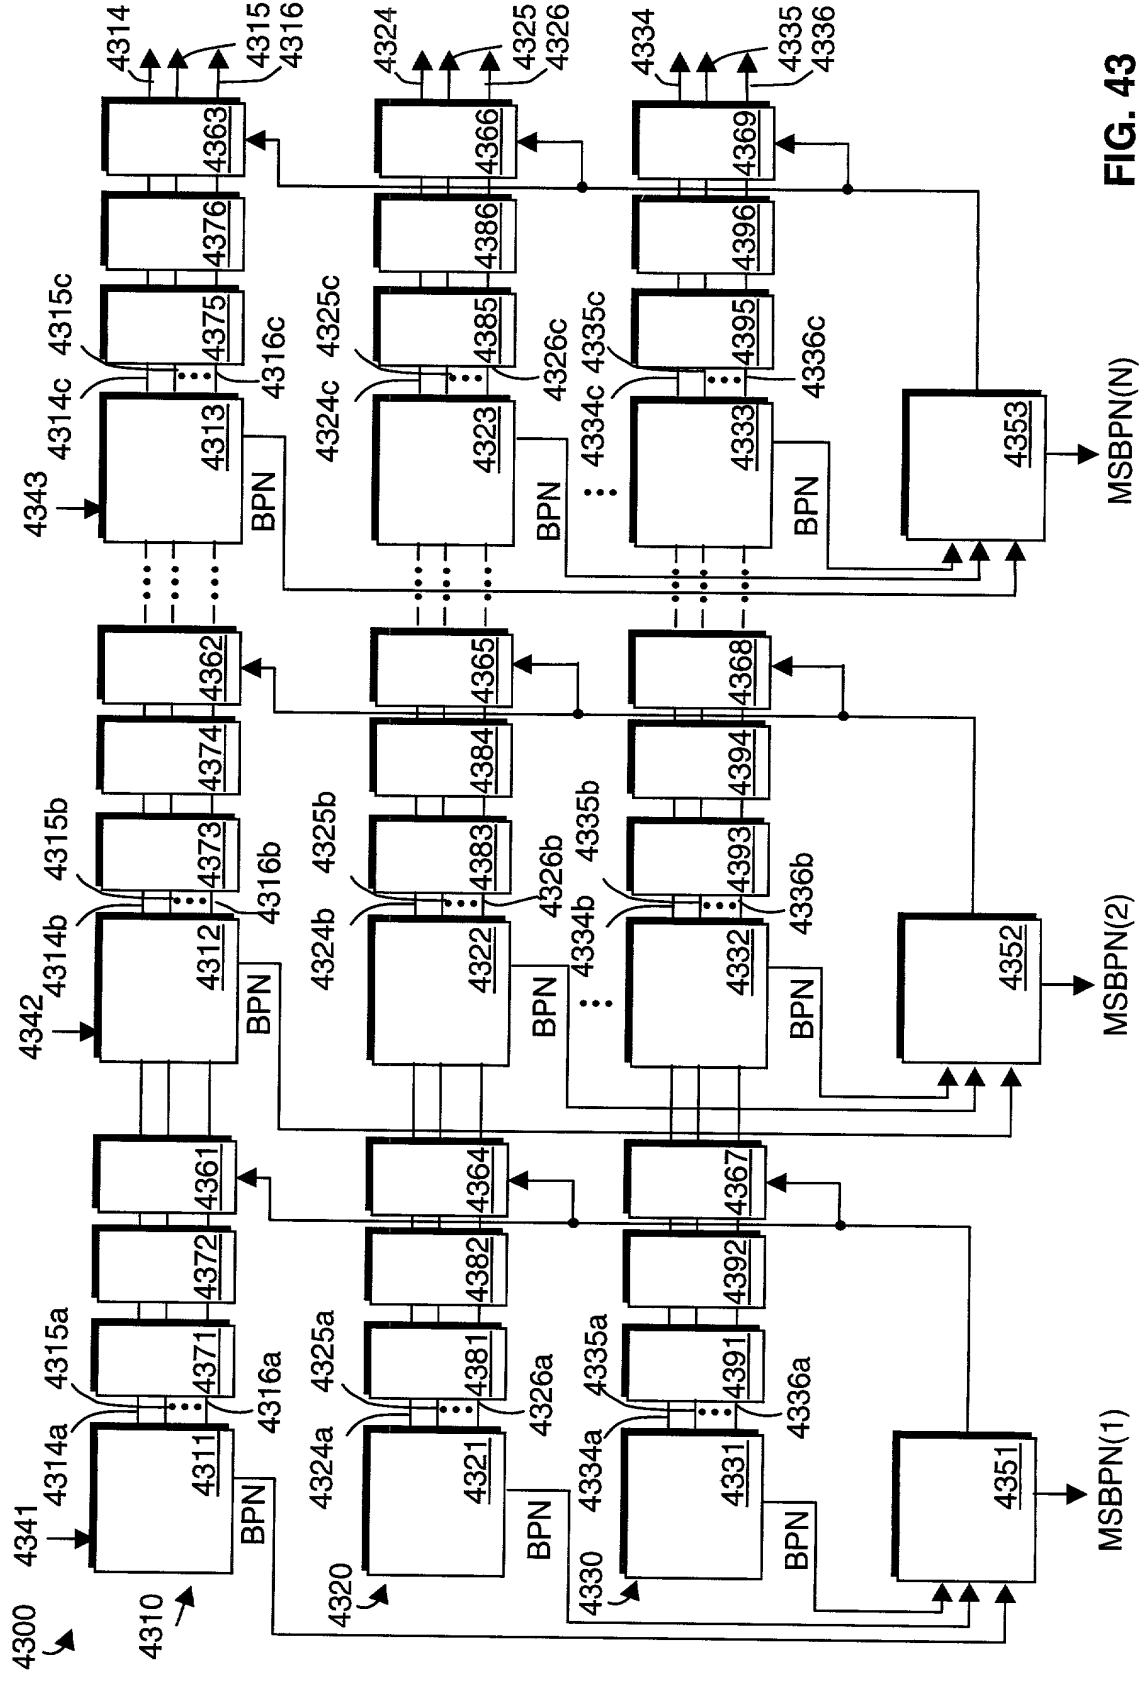 4300
4341
4342
4343
4310
4314a
4315a
4311
4371
4372
4361
4316a
4314b
4315b
4312
4373
4374
4362
4316b
4314c
4315c
4313
4375
4376
4363
4316c
4314
4315
4316
BPN
BPN
BPN
4320
4324a
4325a
4321
4381
4382
4364
4326a
4324b
4325b
4322
4383
4384
4365
4326b
4324c
4325c
4323
4385
4386
4366
4326c
4324
4325
4326
BPN
BPN
BPN
4330
4334a
4335a
4331
4391
4392
4367
4336a
4334b
4335b
4332
4393
4394
4368
4336b
4334c
4335c
4333
4395
4396
4369
4336c
4334
4335
4336
BPN
BPN
BPN
4351
4352
4353
MSBPN(1)
MSBPN(2)
MSBPN(N)
FIG. 43